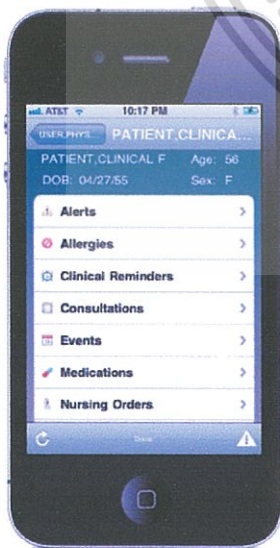 AT&T 10:17 PM
USER,PHYS... PATIENT,CLINICA...
PATIENT,CLINICAL F Age: 56
DOB: 04/27/55 Sex: F
Alerts
Allergies
Clinical Reminders
Consultations
Events
Medications
Nursing Orders